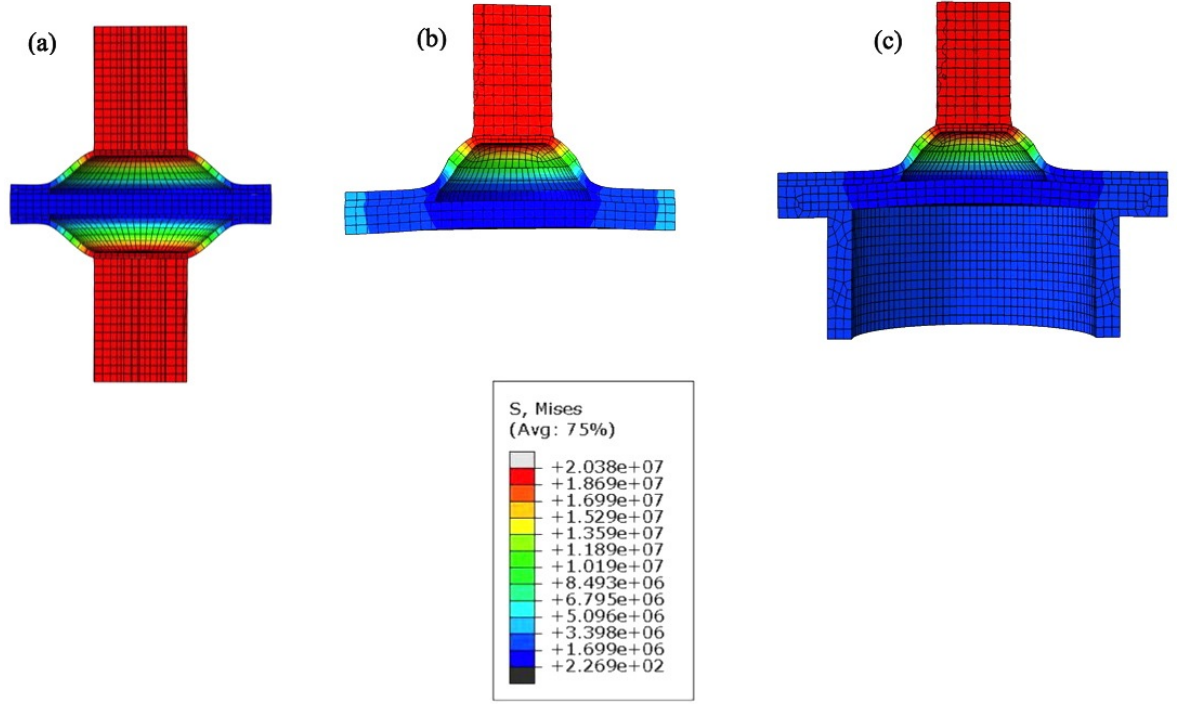 (a)
(b)
(c)
S, Mises
(Avg: 75%)
+2.038e+07
+1.869e+07
+1.699e+07
+1.529e+07
+1.359e+07
+1.189e+07
+1.019e+07
+8.493e+06
+6.795e+06
+5.096e+06
+3.398e+06
+1.699e+06
+2.269e+02